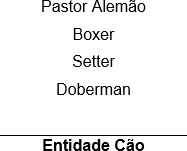 Pastor Alemão
Boxer
Setter
Doberman
Entidade Cão